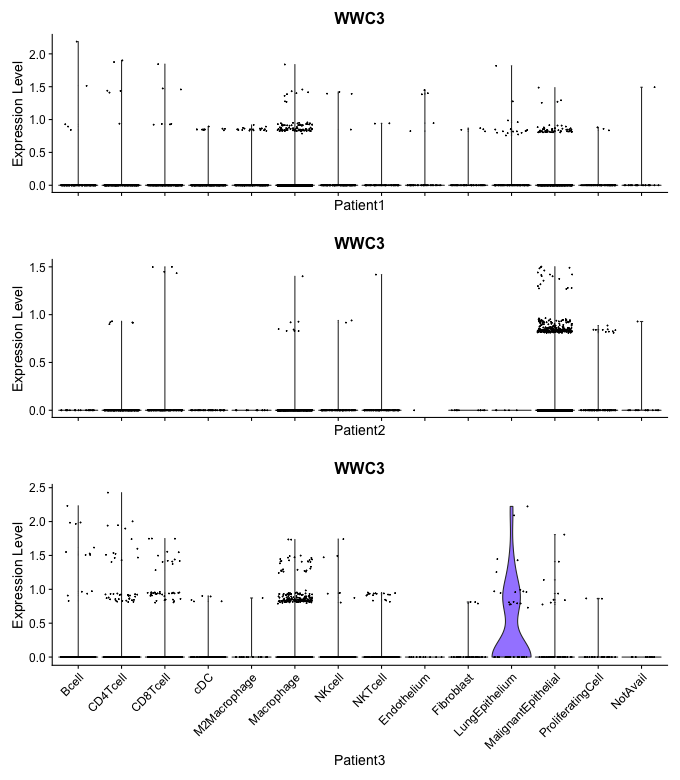 WWC3
Expression Level
2.0
1.5
1.0
0.5
0.0
Patient1
WWC3
Expression Level
1.5
1.0
0.5
0.0
Patient2
WWC3
Expression Level
2.5
2.0
1.5
1.0
0.5
0.0
Bcell
CD4Tcell
CD8Tcell
cDC
M2Macrophage
Macrophage
NKcell
NKTcell
Endothelium
Fibroblast
LungEpithelium
MalignantEpithelial
ProliferatingCell
NotAvail
Patient3